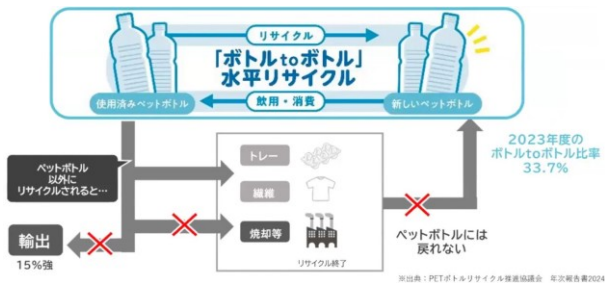 リサイクル
「ボトルtoボトル」
水平リサイクル
使用済みペットボトル
飲用・消費
新しいペットボトル
2023年度の
ボトルtoボトル比率
33.7%
ペットボトル
以外に
リサイクルされると…
トレー
繊維
焼却等
リサイクル終了
輸出
15%強
ペットボトルには
戻れない
※出典:PETボトルリサイクル推進協議会 年次報告書2024